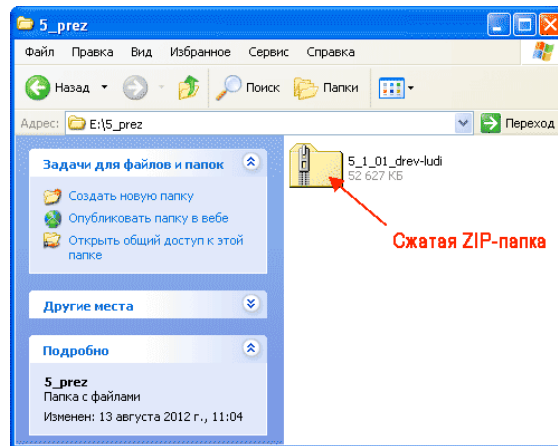 5_prez
Файл Правка Вид Избранное Сервис Справка
Назад Поиск Папки
Адрес: E:\5_prez Переход
Задачи для файлов и папок
Создать новую папку
Опубликовать папку в вебе
Открыть общий доступ к этой
папке
Другие места
Подробно
5_prez
Папка с файлами
Изменен: 13 августа 2012 г., 11:04
5_1_01_drev-ludi
52 627 КБ
Сжатая ZIP-папка